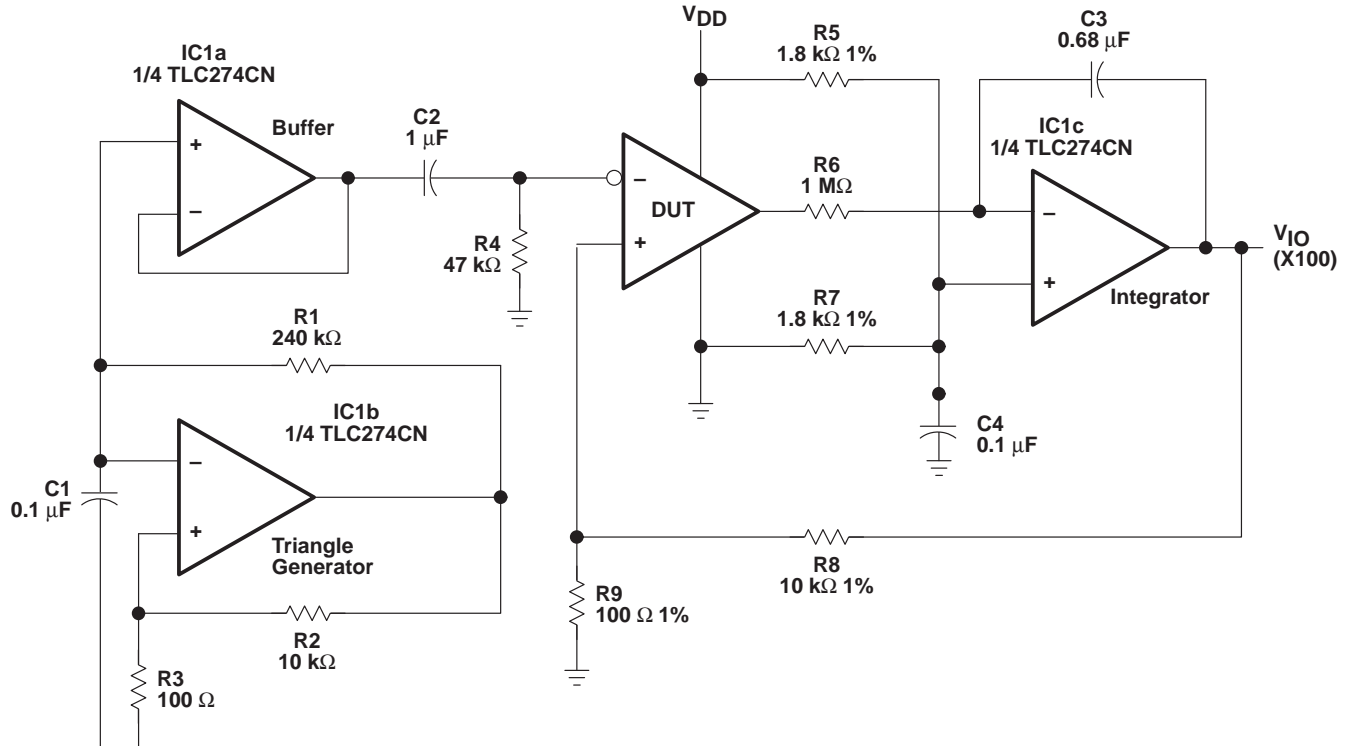 IC1a
1/4 TLC274CN
Buffer
+
−
C2
1 μF
R4
47 kΩ
VDD
DUT
−
+
R5
1.8 kΩ 1%
R6
1 MΩ
R7
1.8 kΩ 1%
C3
0.68 μF
IC1c
1/4 TLC274CN
−
+
Integrator
VIO
(X100)
C4
0.1 μF
R1
240 kΩ
IC1b
1/4 TLC274CN
−
+
Triangle
Generator
C1
0.1 μF
R2
10 kΩ
R3
100 Ω
R8
10 kΩ 1%
R9
100 Ω 1%